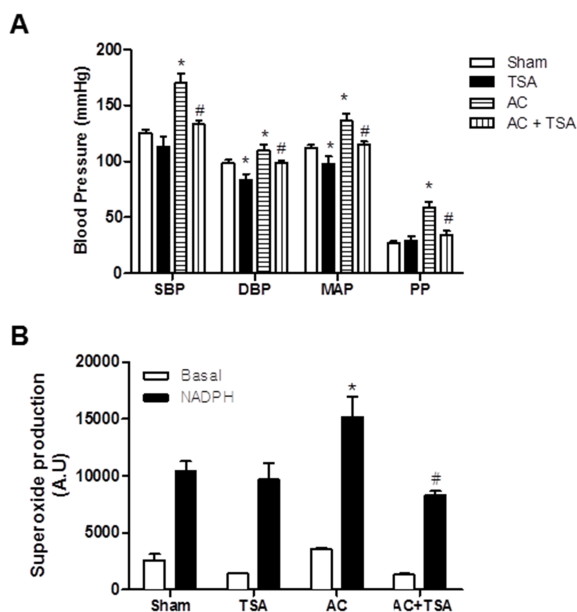 A
Blood Pressure (mmHg)
200
150
100
50
0
* # * * # * * # * #
SBP DBP MAP PP
Sham
TSA
AC
AC + TSA
B
Superoxide production
(A.U)
20000
15000
10000
5000
0
Basal
NADPH
* #
Sham TSA AC AC+TSA